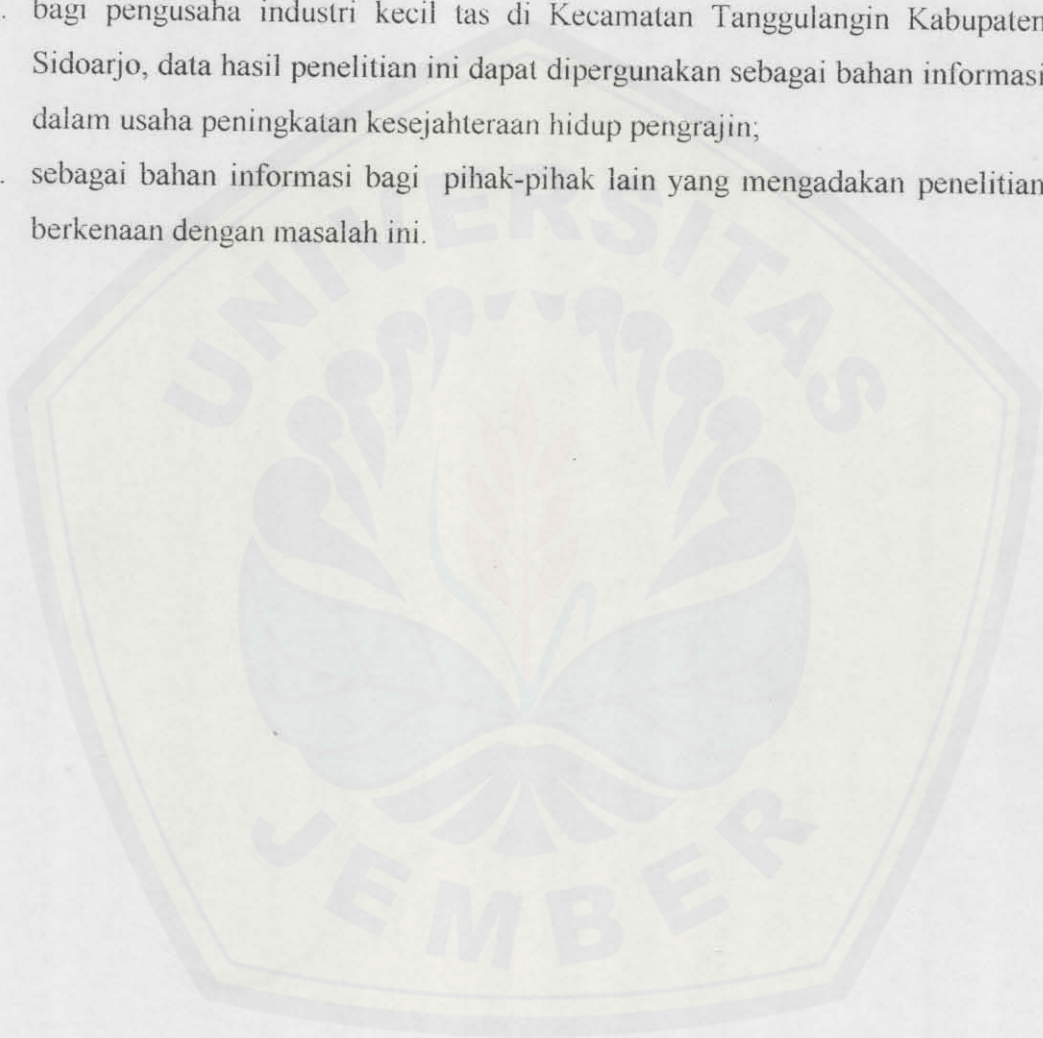 . bagi pengusaha industri kecil tas di Kecamatan Tanggulangin Kabupaten
Sidoarjo, data hasil penelitian ini dapat dipergunakan sebagai bahan informasi
dalam usaha peningkatan kesejahteraan hidup pengrajin;
. sebagai bahan informasi bagi pihak-pihak lain yang mengadakan penelitian
berkenaan dengan masalah ini.
UNIVERSITAS
JEMBER